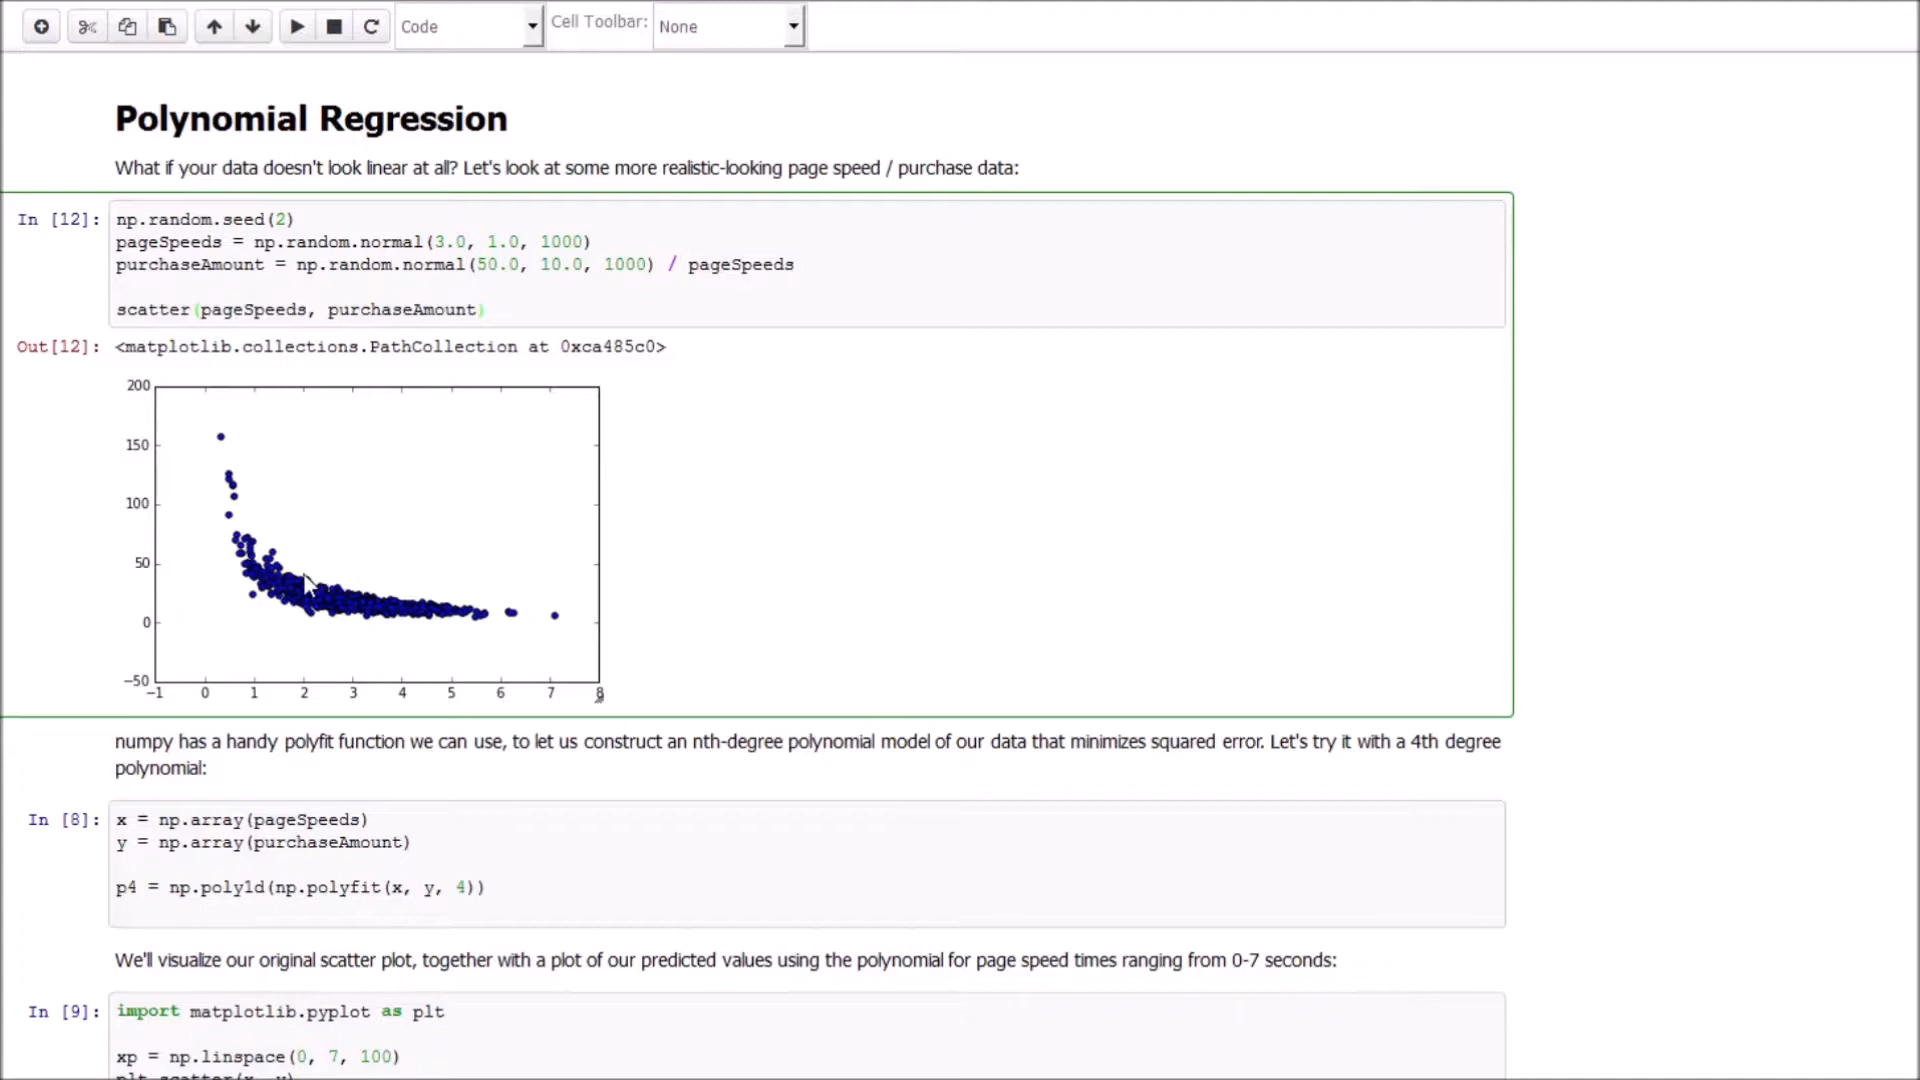 Code
Cell Toolbar:
None
Polynomial Regression
What if your data doesn't look linear at all? Let's look at some more realistic-looking page speed / purchase data:
In [12]:
np.random.seed(2)
pageSpeeds = np.random.normal(3.0, 1.0, 1000)
purchaseAmount = np.random.normal(50.0, 10.0, 1000) / pageSpeeds
scatter(pageSpeeds, purchaseAmount)
Out[12]: <matplotlib.collections.PathCollection at 0xca485c0>
200
150
100
50
0
−50
−1 0 1 2 3 4 5 6 7 8
numpy has a handy polyfit function we can use, to let us construct an nth-degree polynomial model of our data that minimizes squared error. Let's try it with a 4th degree
polynomial:
In [8]:
x = np.array(pageSpeeds)
y = np.array(purchaseAmount)
p4 = np.poly1d(np.polyfit(x, y, 4))
We'll visualize our original scatter plot, together with a plot of our predicted values using the polynomial for page speed times ranging from 0-7 seconds:
In [9]:
import matplotlib.pyplot as plt
xp = np.linspace(0, 7, 100)
plt.scatter(x, y)